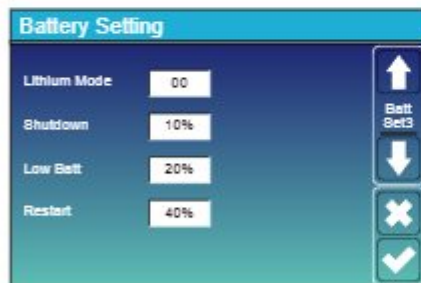 Battery Setting
Lithium Mode 00
Shutdown 10%
Low Batt 20%
Restart 40%
Batt
Set3